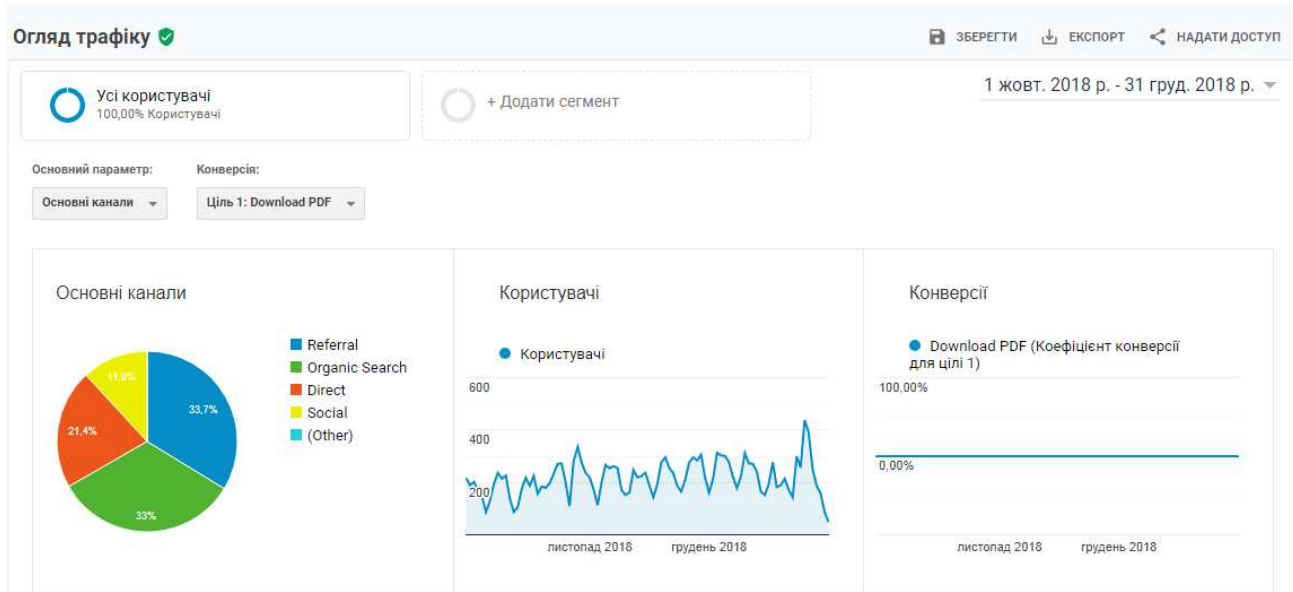 Огляд трафіку
ЗБЕРЕГТИ ЕКСПОРТ НАДАТИ ДОСТУП
Усі користувачі
100,00% Користувачі
+ Додати сегмент
1 жовт. 2018 р. - 31 груд. 2018 р.
Основний параметр: Конверсія:
Основні канали Ціль 1: Download PDF
Основні канали
Referral
Organic Search
Direct
Social
(Other)
11,9%
33,7%
21,4%
33%
Користувачі
Користувачі
600
400
200
листопад 2018 грудень 2018
Конверсії
Download PDF (Коефіцієнт конверсії
для цілі 1)
100,00%
0,00%
листопад 2018 грудень 2018